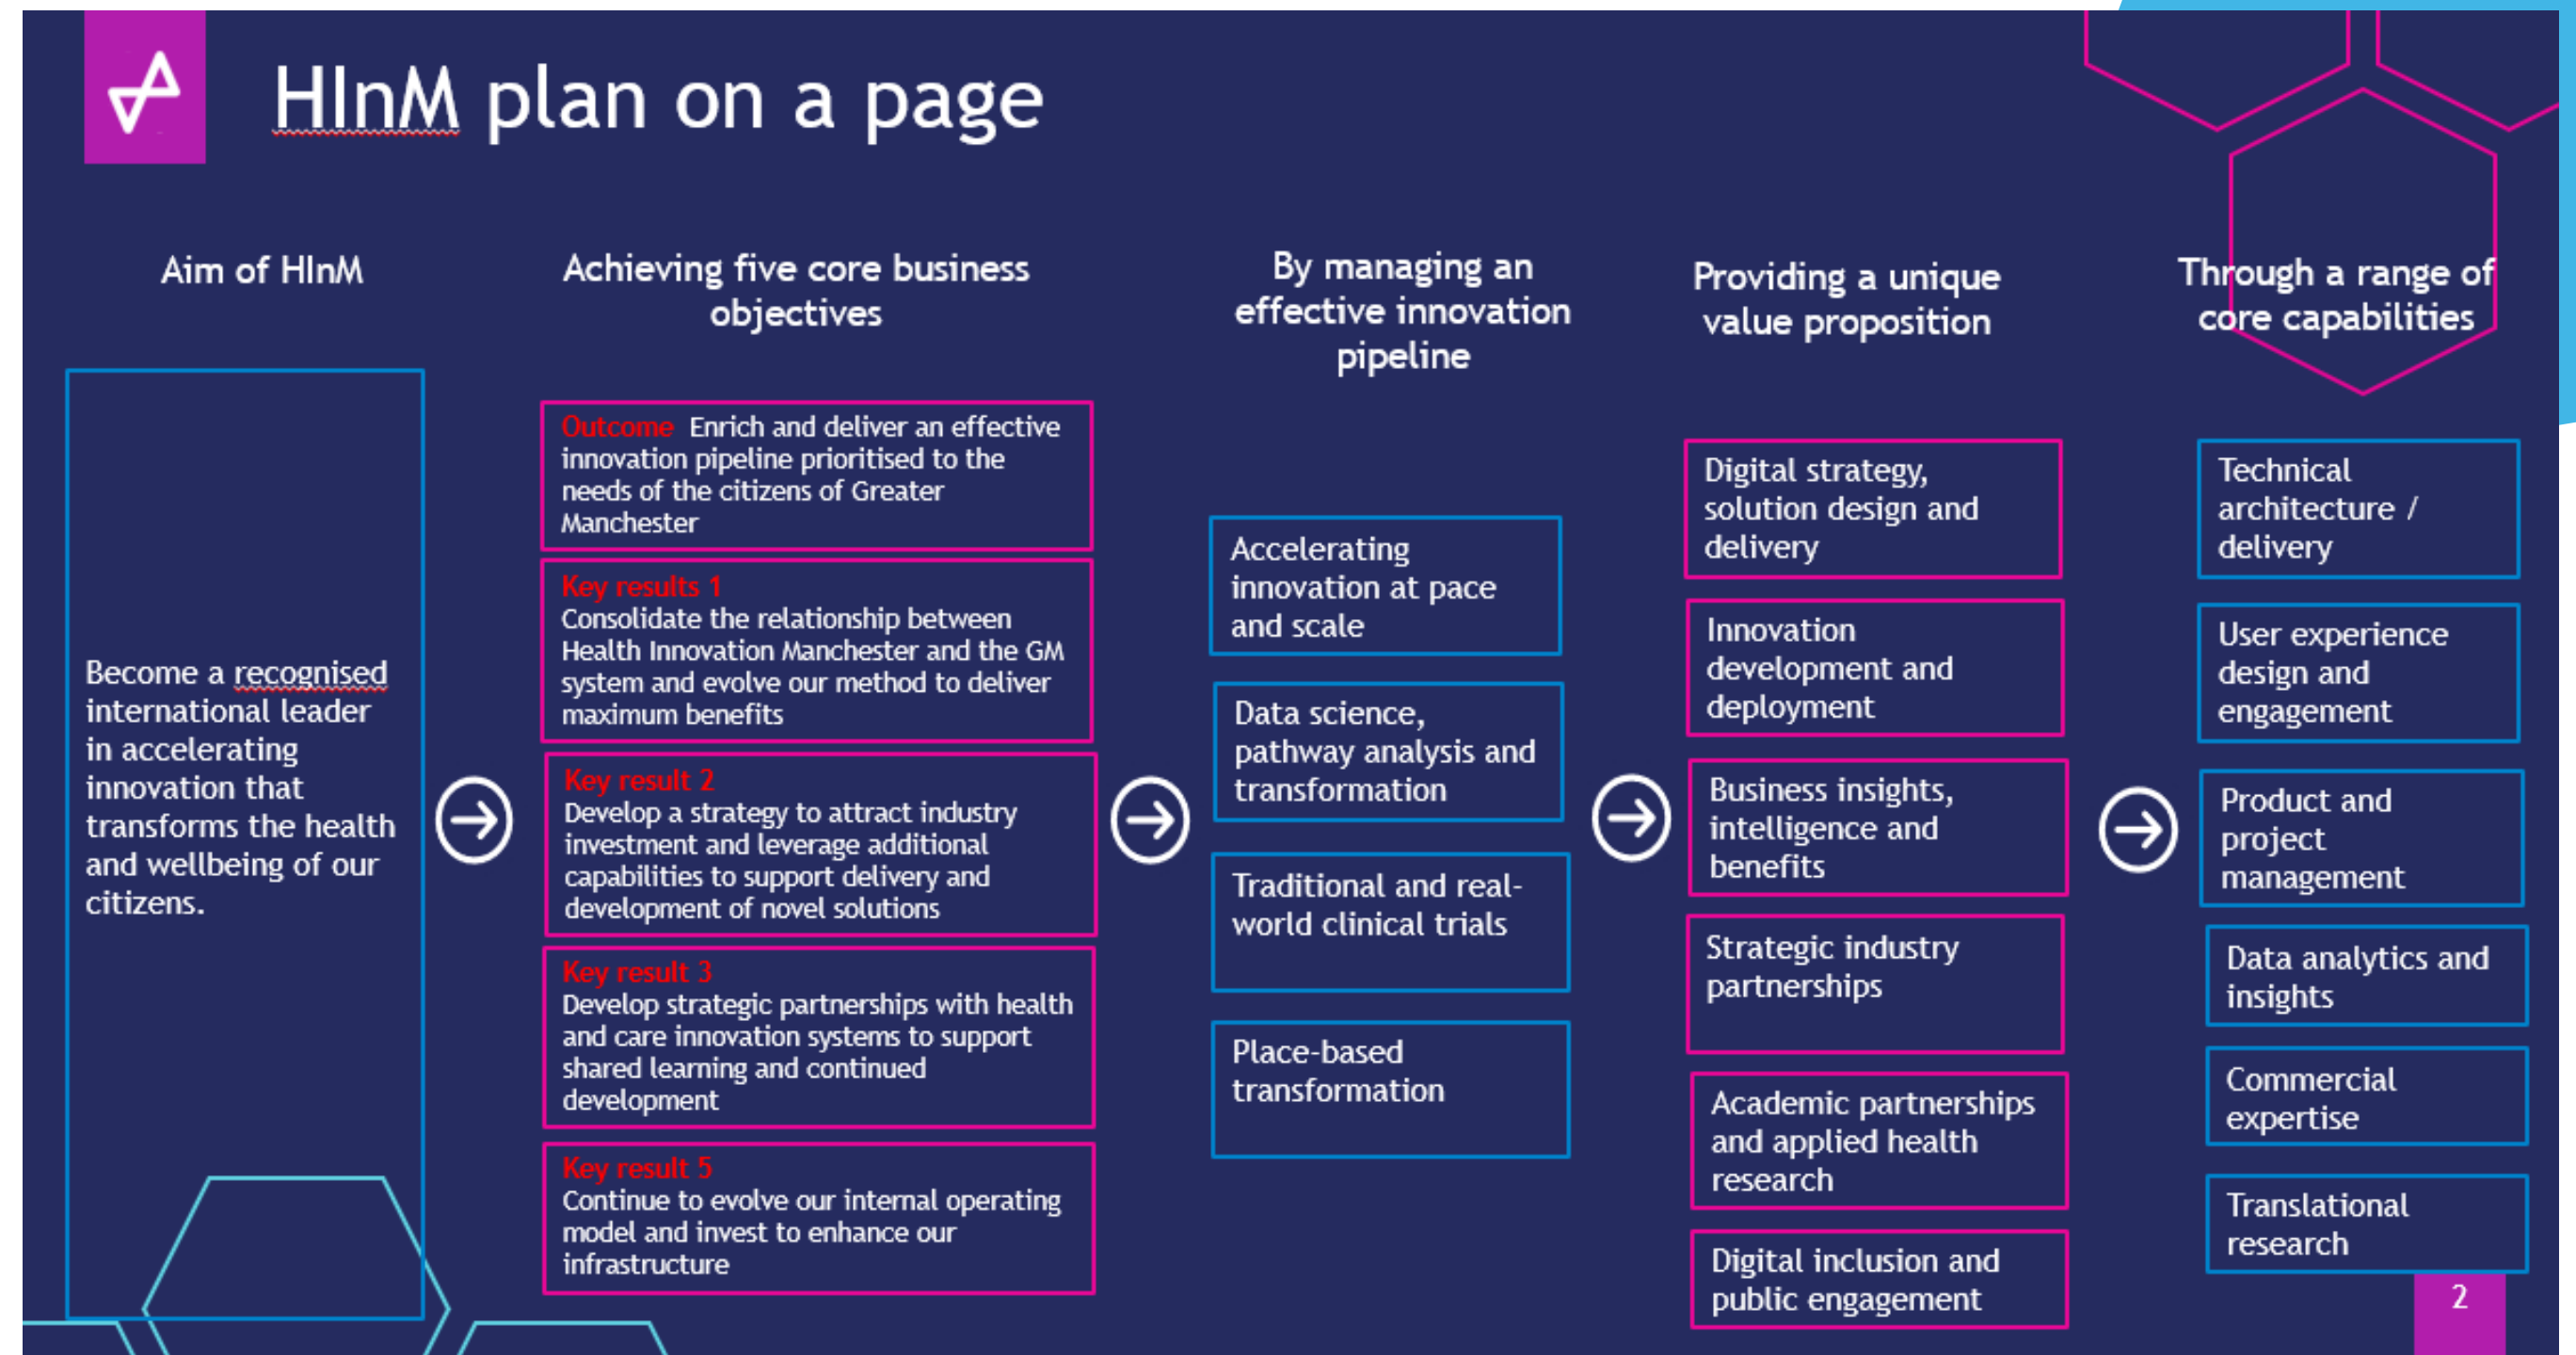 HInM plan on a page
Aim of HInM
Become a recognised
international leader
in accelerating
innovation that
transforms the health
and wellbeing of our
citizens.
Achieving five core business
objectives
Outcome Enrich and deliver an effective
innovation pipeline prioritised to the
needs of the citizens of Greater
Manchester
Key results 1
Consolidate the relationship between
Health Innovation Manchester and the GM
system and evolve our method to deliver
maximum benefits
Key result 2
Develop a strategy to attract industry
investment and leverage additional
capabilities to support delivery and
development of novel solutions
Key result 3
Develop strategic partnerships with health
and care innovation systems to support
shared learning and continued
development
Key result 5
Continue to evolve our internal operating
model and invest to enhance our
infrastructure
By managing an
effective innovation
pipeline
Accelerating
innovation at pace
and scale
Data science,
pathway analysis and
transformation
Traditional and real-
world clinical trials
Place-based
transformation
Providing a unique
value proposition
Digital strategy,
solution design and
delivery
Innovation
development and
deployment
Business insights,
intelligence and
benefits
Strategic industry
partnerships
Academic partnerships
and applied health
research
Digital inclusion and
public engagement
Through a range of
core capabilities
Technical
architecture /
delivery
User experience
design and
engagement
Product and
project
management
Data analytics and
insights
Commercial
expertise
Translational
research
2